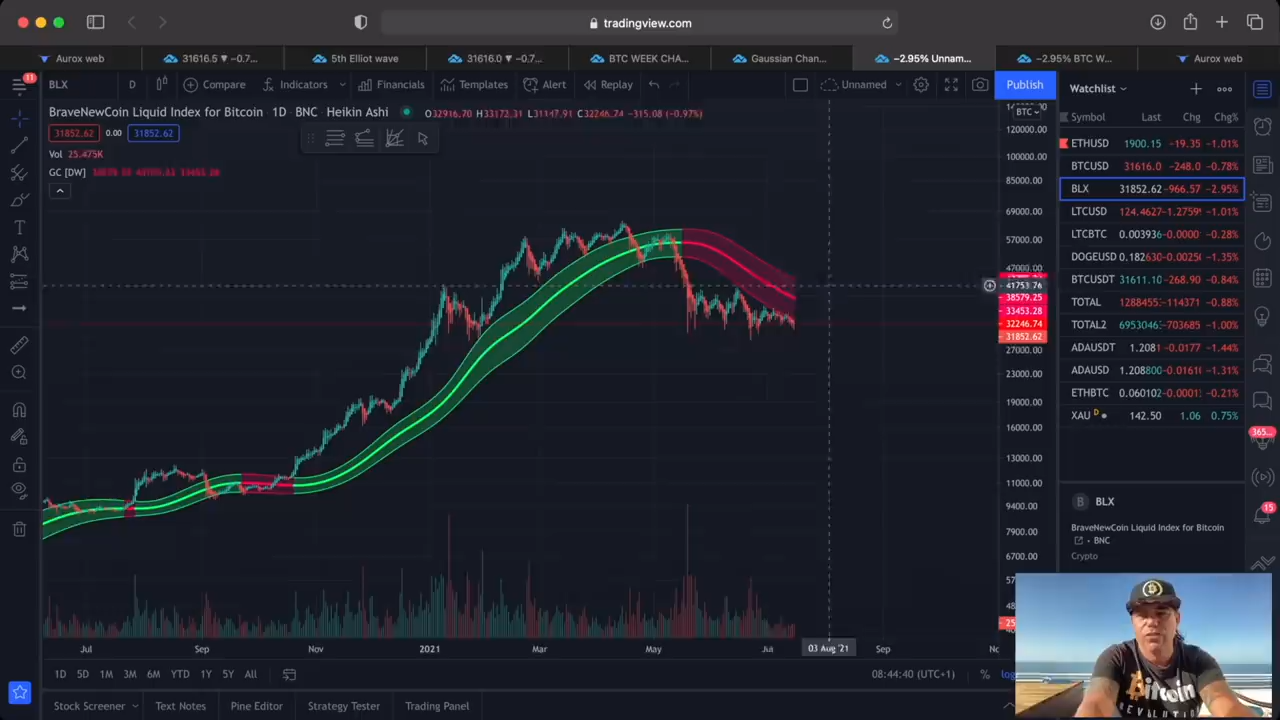 tradingview.com
Aurox web
31616.5 ▼ −0.7...
5th Elliot wave
31616.0 ▼ −0.7...
BTC WEEK CHA...
Gaussian Chan...
−2.95% Unnam...
−2.95% BTC W...
Aurox web
11
BLX
D
Compare
Indicators
Financials
Templates
Alert
Replay
Unnamed
Publish
BraveNewCoin Liquid Index for Bitcoin · 1D · BNC, Heikin Ashi
O32916.70 H33172.31 C32246.74 −315.08 (−0.97%)
31852.62
0.00
31852.62
Vol 25.475K
GC [DW]
BTC
120000.00
100000.00
85000.00
69000.00
57000.00
47000.00
41753.76
38579.25
33453.28
32246.74
31852.62
27000.00
23000.00
19000.00
16000.00
13000.00
11000.00
9400.00
7900.00
6700.00
Jul
Sep
Nov
2021
Mar
May
Jul
03 Aug '21
Sep
1D
5D
1M
3M
6M
YTD
1Y
5Y
All
08:44:40 (UTC+1)
%
Stock Screener
Text Notes
Pine Editor
Strategy Tester
Trading Panel
Watchlist
Symbol Last Chg Chg%
ETHUSD 1900.15 −19.35 −1.01%
BTCUSD 31616.0 −248.0 −0.78%
BLX 31852.62 −966.57 −2.95%
LTCUSD 124.4627 −1.2759 −1.01%
LTCBTC 0.003936 −0.0000 −0.28%
DOGEUSD 0.182630 −0.00250 −1.35%
BTCUSDT 31611.10 −268.90 −0.84%
TOTAL −114371 −0.88%
TOTAL2 −703685 −1.00%
ADAUSDT 1.2081 −0.0177 −1.44%
ADAUSD 1.208800 −0.01610 −1.31%
ETHBTC −0.21%
XAU D 142.50 1.06 0.75%
B BLX
BraveNewCoin Liquid Index for Bitcoin
BNC
Crypto
365...
15
Bitcoin
REVOLUTION